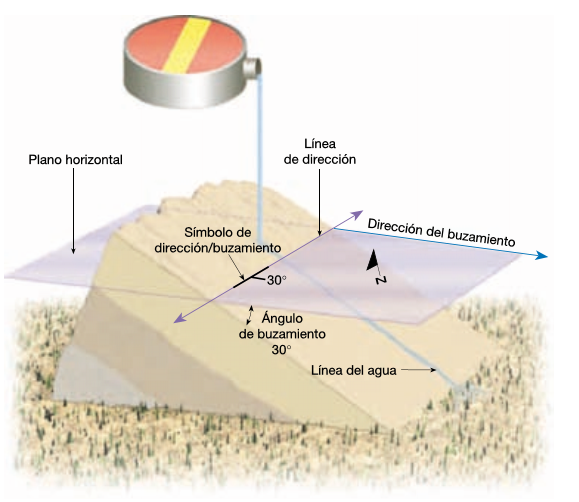 Línea
de dirección
Plano horizontal
Símbolo de
dirección/buzamiento
Dirección del buzamiento
30°
N
Ángulo
de buzamiento
30°
Línea del agua